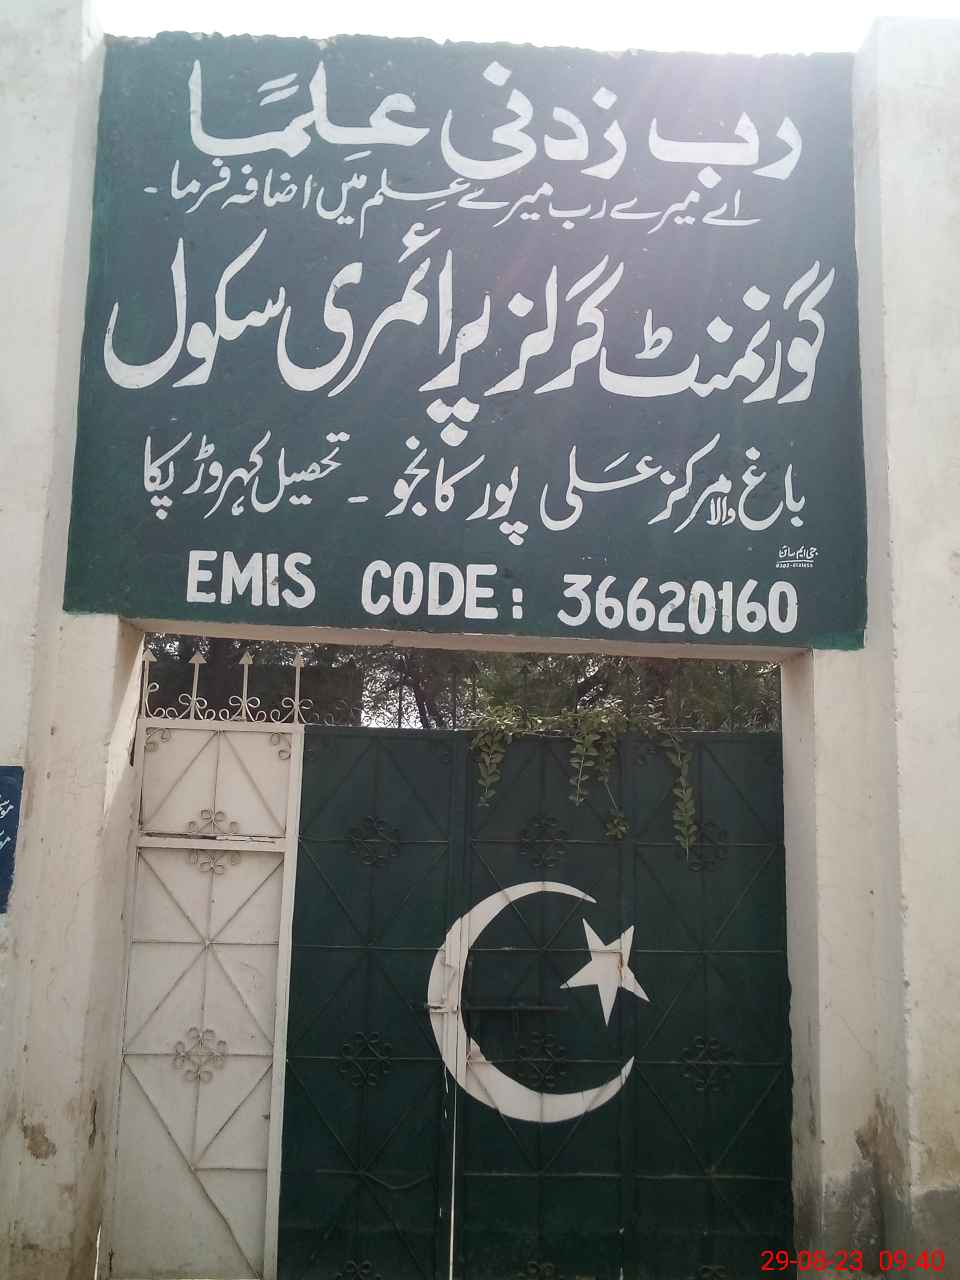 رب زدنی علمًا
اے میرے رب میرے عِلم میں اضافہ فرما۔
گورنمنٹ گرلز پرائمری سکول
باغ والا مرکز علی پور کانجو ۔ تحصیل کہروڑ پکا
EMIS CODE: 36620160
29-08-23 09:40